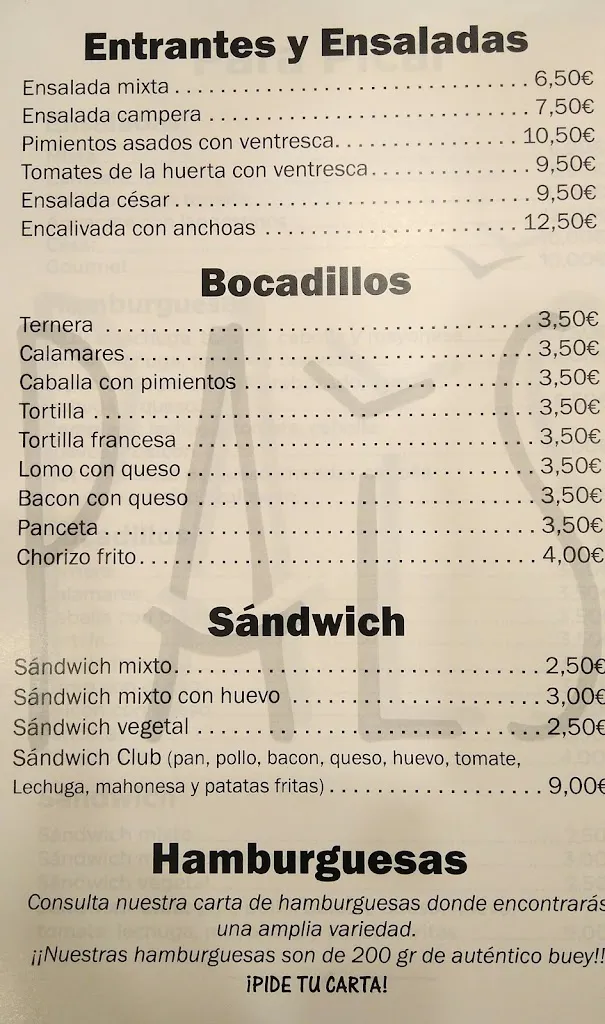 Entrantes y Ensaladas
Ensalada mixta ........................ 6,50€
Ensalada campera ........................ 7,50€
Pimientos asados con ventresca. ........................ 10,50€
Tomates de la huerta con ventresca ........................ 9,50€
Ensalada césar ........................ 9,50€
Encalivada con anchoas ........................ 12,50€
Bocadillos
Ternera ........................ 3,50€
Calamares ........................ 3,50€
Caballa con pimientos ........................ 3,50€
Tortilla ........................ 3,50€
Tortilla francesa ........................ 3,50€
Lomo con queso ........................ 3,50€
Bacon con queso ........................ 3,50€
Panceta ........................ 3,50€
Chorizo frito ........................ 4,00€
Sándwich
Sándwich mixto ........................ 2,50€
Sándwich mixto con huevo ........................ 3,00€
Sándwich vegetal ........................ 2,50€
Sándwich Club (pan, pollo, bacon, queso, huevo, tomate,
Lechuga, mahonesa y patatas fritas) ........................ 9,00€
Hamburguesas
Consulta nuestra carta de hamburguesas donde encontrarás
una amplia variedad.
¡¡Nuestras hamburguesas son de 200 gr de auténtico buey!!
¡PIDE TU CARTA!
PALS